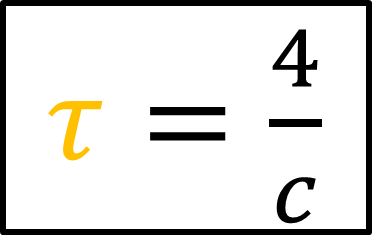 τ = 4/c